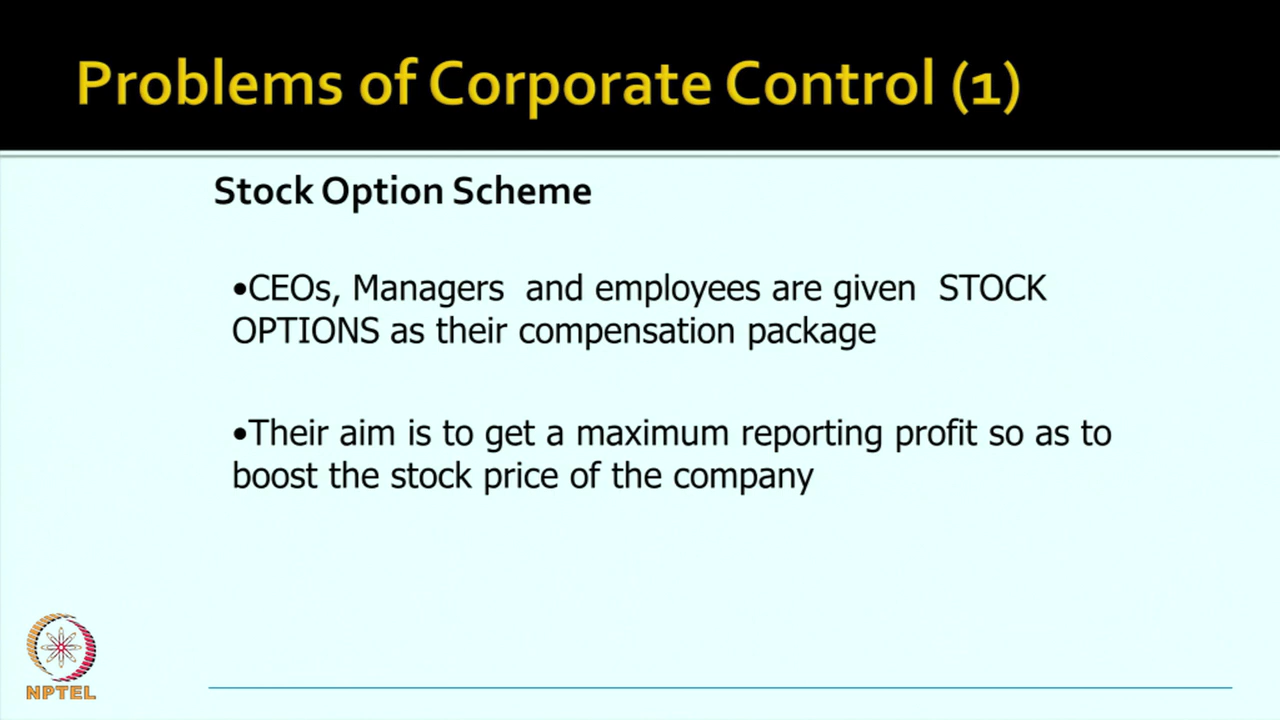 Problems of Corporate Control (1)
Stock Option Scheme
•CEOs, Managers and employees are given STOCK
OPTIONS as their compensation package
•Their aim is to get a maximum reporting profit so as to
boost the stock price of the company
NPTEL